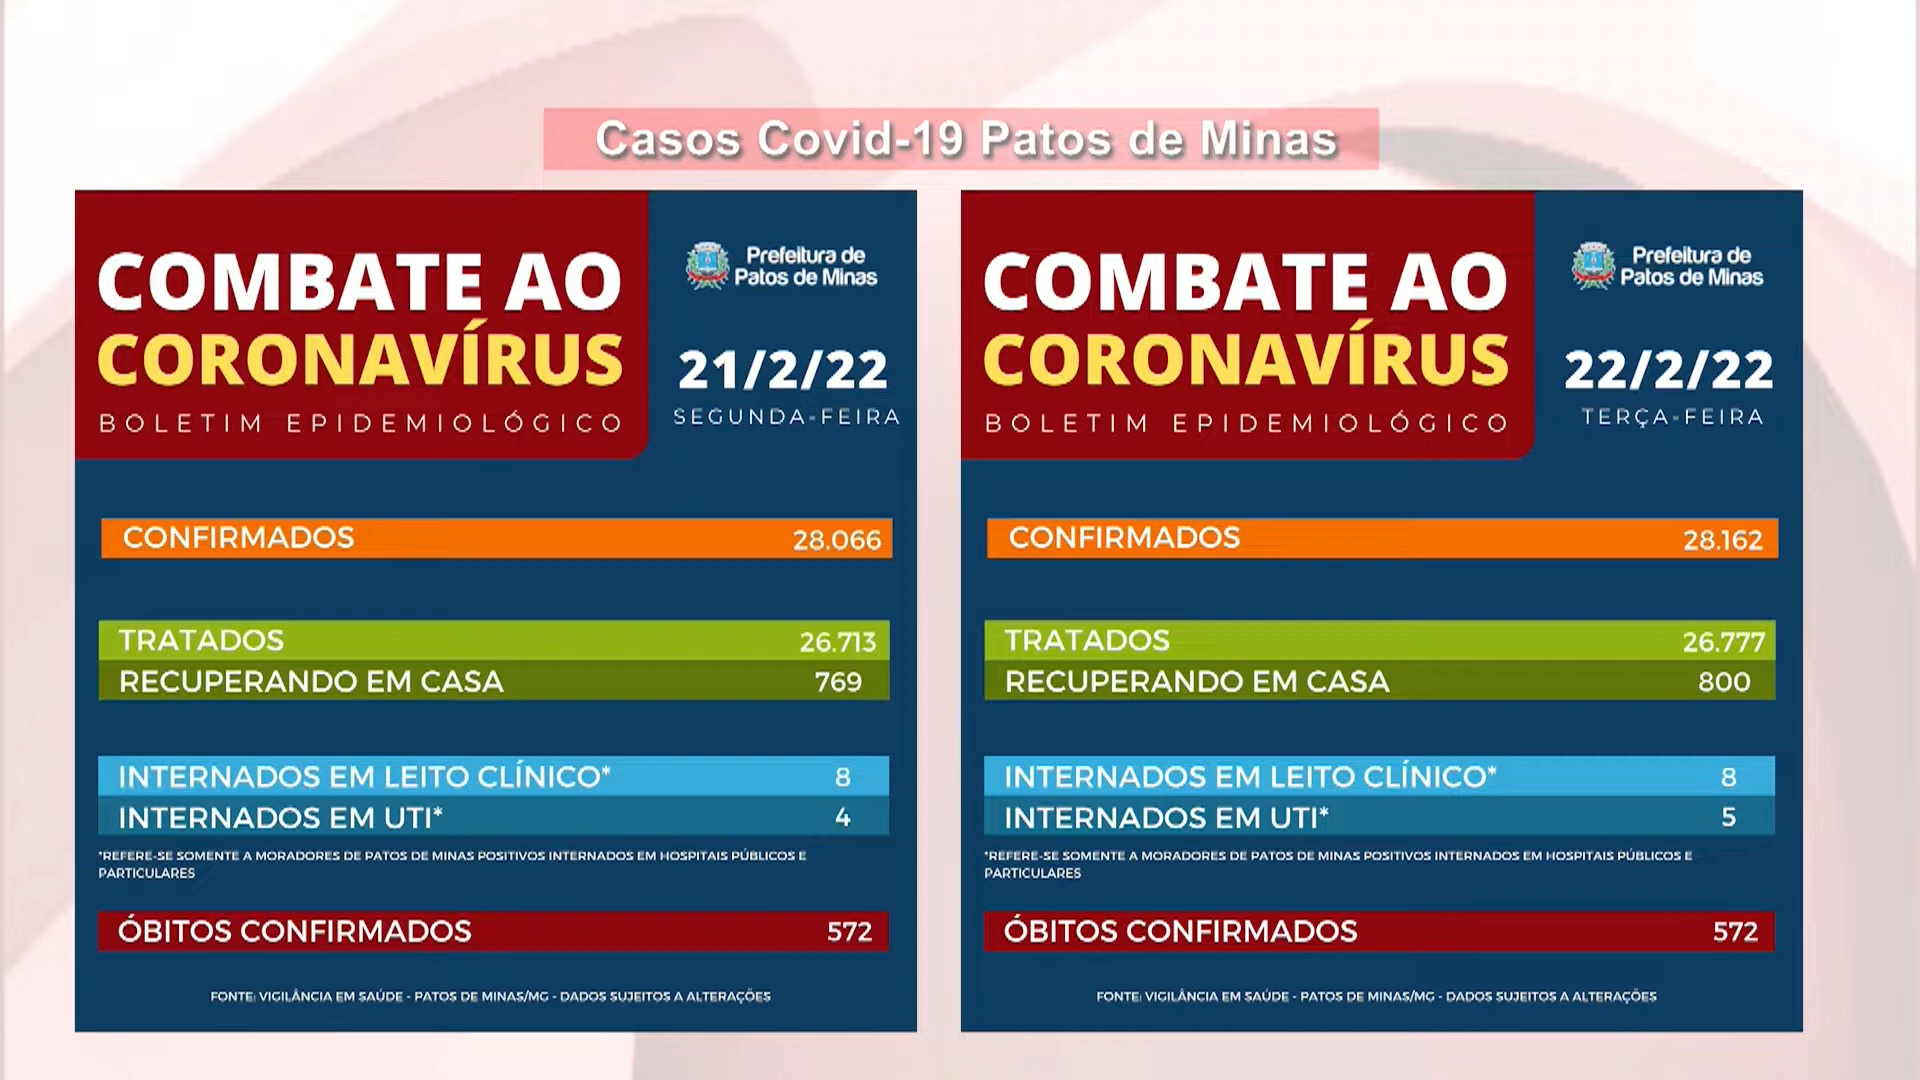 Casos Covid-19 Patos de Minas
COMBATE AO
CORONAVÍRUS
BOLETIM EPIDEMIOLÓGICO
Prefeitura de
Patos de Minas
21/2/22
SEGUNDA-FEIRA
CONFIRMADOS 28.066
TRATADOS 26.713
RECUPERANDO EM CASA 769
INTERNADOS EM LEITO CLÍNICO* 8
INTERNADOS EM UTI* 4
*REFERE-SE SOMENTE A MORADORES DE PATOS DE MINAS POSITIVOS INTERNADOS EM HOSPITAIS PÚBLICOS E
PARTICULARES
ÓBITOS CONFIRMADOS 572
FONTE: VIGILÂNCIA EM SAÚDE - PATOS DE MINAS/MG - DADOS SUJEITOS A ALTERAÇÕES
COMBATE AO
CORONAVÍRUS
BOLETIM EPIDEMIOLÓGICO
Prefeitura de
Patos de Minas
22/2/22
TERÇA-FEIRA
CONFIRMADOS 28.162
TRATADOS 26.777
RECUPERANDO EM CASA 800
INTERNADOS EM LEITO CLÍNICO* 8
INTERNADOS EM UTI* 5
*REFERE-SE SOMENTE A MORADORES DE PATOS DE MINAS POSITIVOS INTERNADOS EM HOSPITAIS PÚBLICOS E
PARTICULARES
ÓBITOS CONFIRMADOS 572
FONTE: VIGILÂNCIA EM SAÚDE - PATOS DE MINAS/MG - DADOS SUJEITOS A ALTERAÇÕES